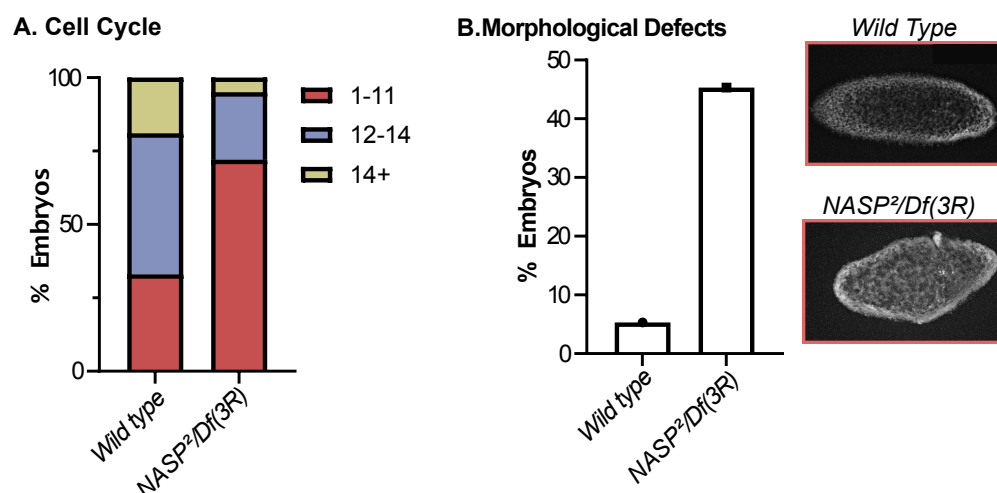 A. Cell Cycle
100
50
0
% Embryos
Wild type
NASP²/Df(3R)
1-11
12-14
14+
B.Morphological Defects
50
40
30
20
10
0
% Embryos
Wild type
NASP²/Df(3R)
Wild Type
NASP²/Df(3R)